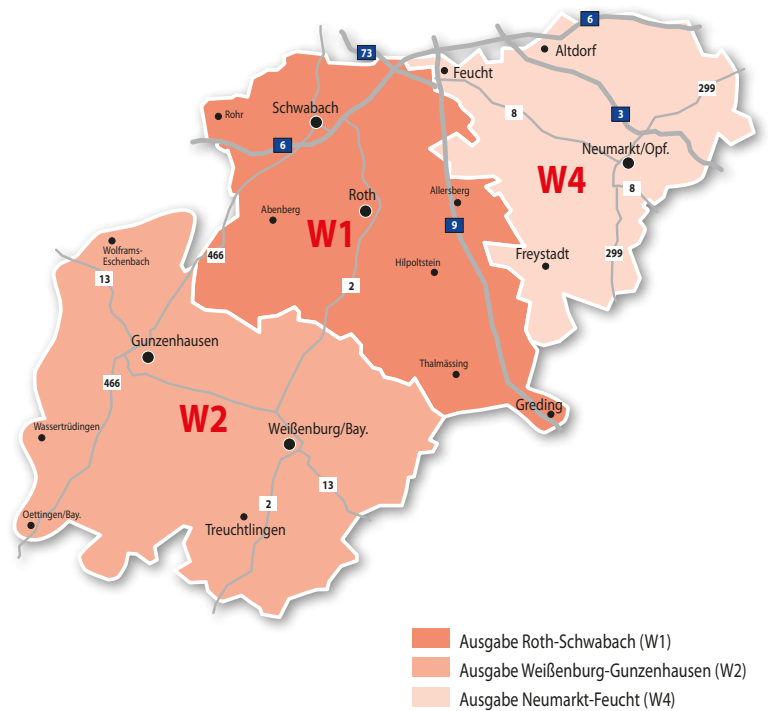 6
73
Altdorf
Feucht
299
Schwabach
8
Rohr
3
6
Neumarkt/Opf.
W4
8
Roth
Allersberg
Abenberg
W1
9
Wolframs-
Eschenbach
466
Freystadt
299
Hilpoltstein
13
2
Gunzenhausen
Thalmässing
466
Greding
W2
Wassertrüdingen
Weißenburg/Bay.
13
2
Oettingen/Bay.
Treuchtlingen
Ausgabe Roth-Schwabach (W1)
Ausgabe Weißenburg-Gunzenhausen (W2)
Ausgabe Neumarkt-Feucht (W4)